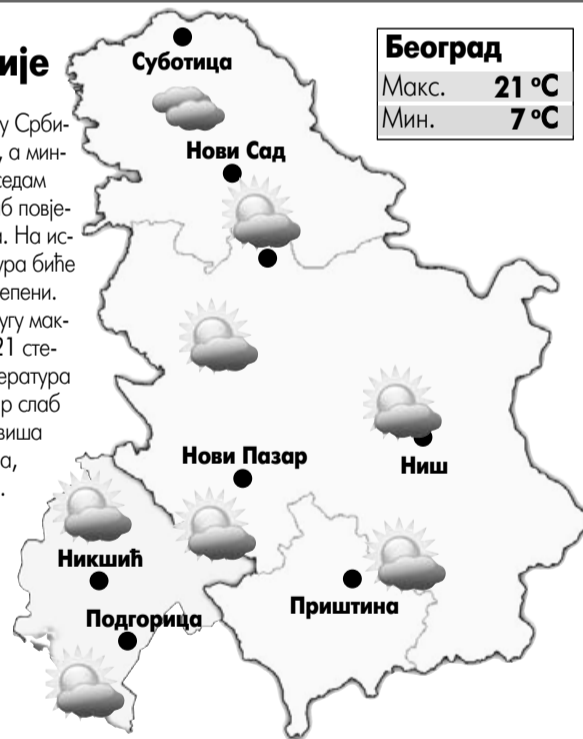 ије
у Срби-
, а мин-
седам
б повје-
На ис-
ура биће
епени.
угу мак-
21 сте-
ература
р слаб
виша
а,
Суботица
Нови Сад
Нови Пазар
Ниш
Никшић
Приштина
Подгорица
Београд
Макс. 21 °C
Мин. 7 °C